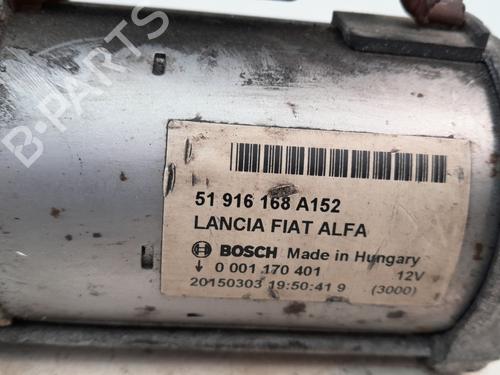 B-PARTS
51 916 168 A152
LANCIA FIAT ALFA
BOSCH Made in Hungary
0 001 170 401 12V
20150303 19:50:41 9 (3000)